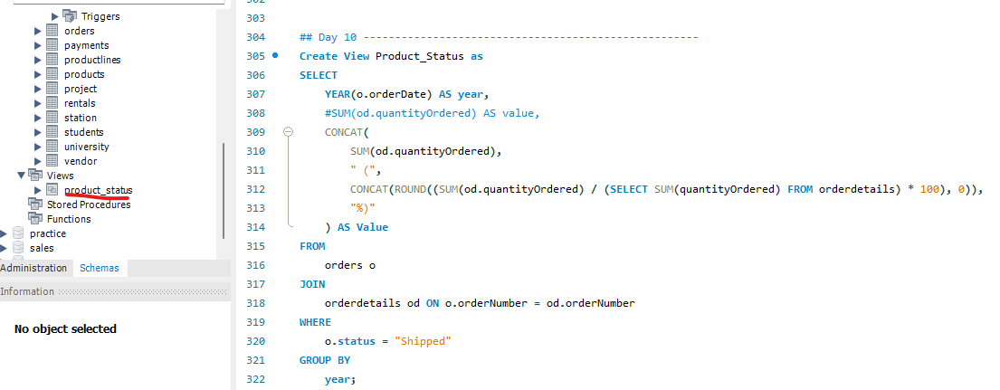 Triggers
orders
payments
productlines
products
project
rentals
station
students
university
vendor
Views
product_status
Stored Procedures
Functions
practice
sales
Administration Schemas
Information
No object selected
303
304 ## Day 10 ----------------------------------------------------
305 Create View Product_Status as
306 SELECT
307 YEAR(o.orderDate) AS year,
308 #SUM(od.quantityOrdered) AS value,
309 CONCAT(
310 SUM(od.quantityOrdered),
311 " (",
312 CONCAT(ROUND((SUM(od.quantityOrdered) / (SELECT SUM(quantityOrdered) FROM orderdetails) * 100), 0)),
313 "%)"
314 ) AS Value
315 FROM
316 orders o
317 JOIN
318 orderdetails od ON o.orderNumber = od.orderNumber
319 WHERE
320 o.status = "Shipped"
321 GROUP BY
322 year;